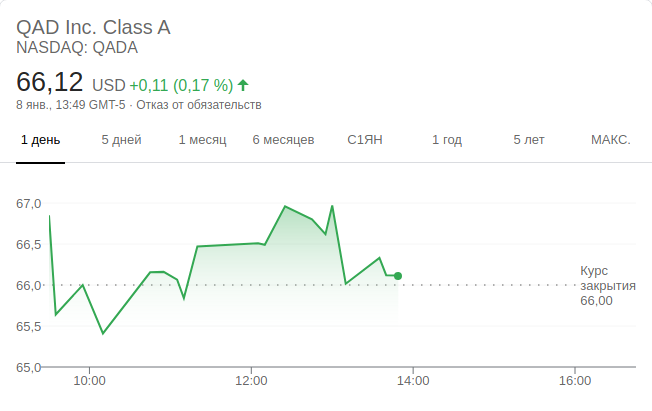 QAD Inc. Class A
NASDAQ: QADA
66,12 USD +0,11 (0,17 %)
8 янв., 13:49 GMT-5 · Отказ от обязательств
1 день 5 дней 1 месяц 6 месяцев С1ЯН 1 год 5 лет МАКС.
67,0
66,5
66,0
65,5
65,0
Курс
закрытия
66,00
10:00 12:00 14:00 16:00